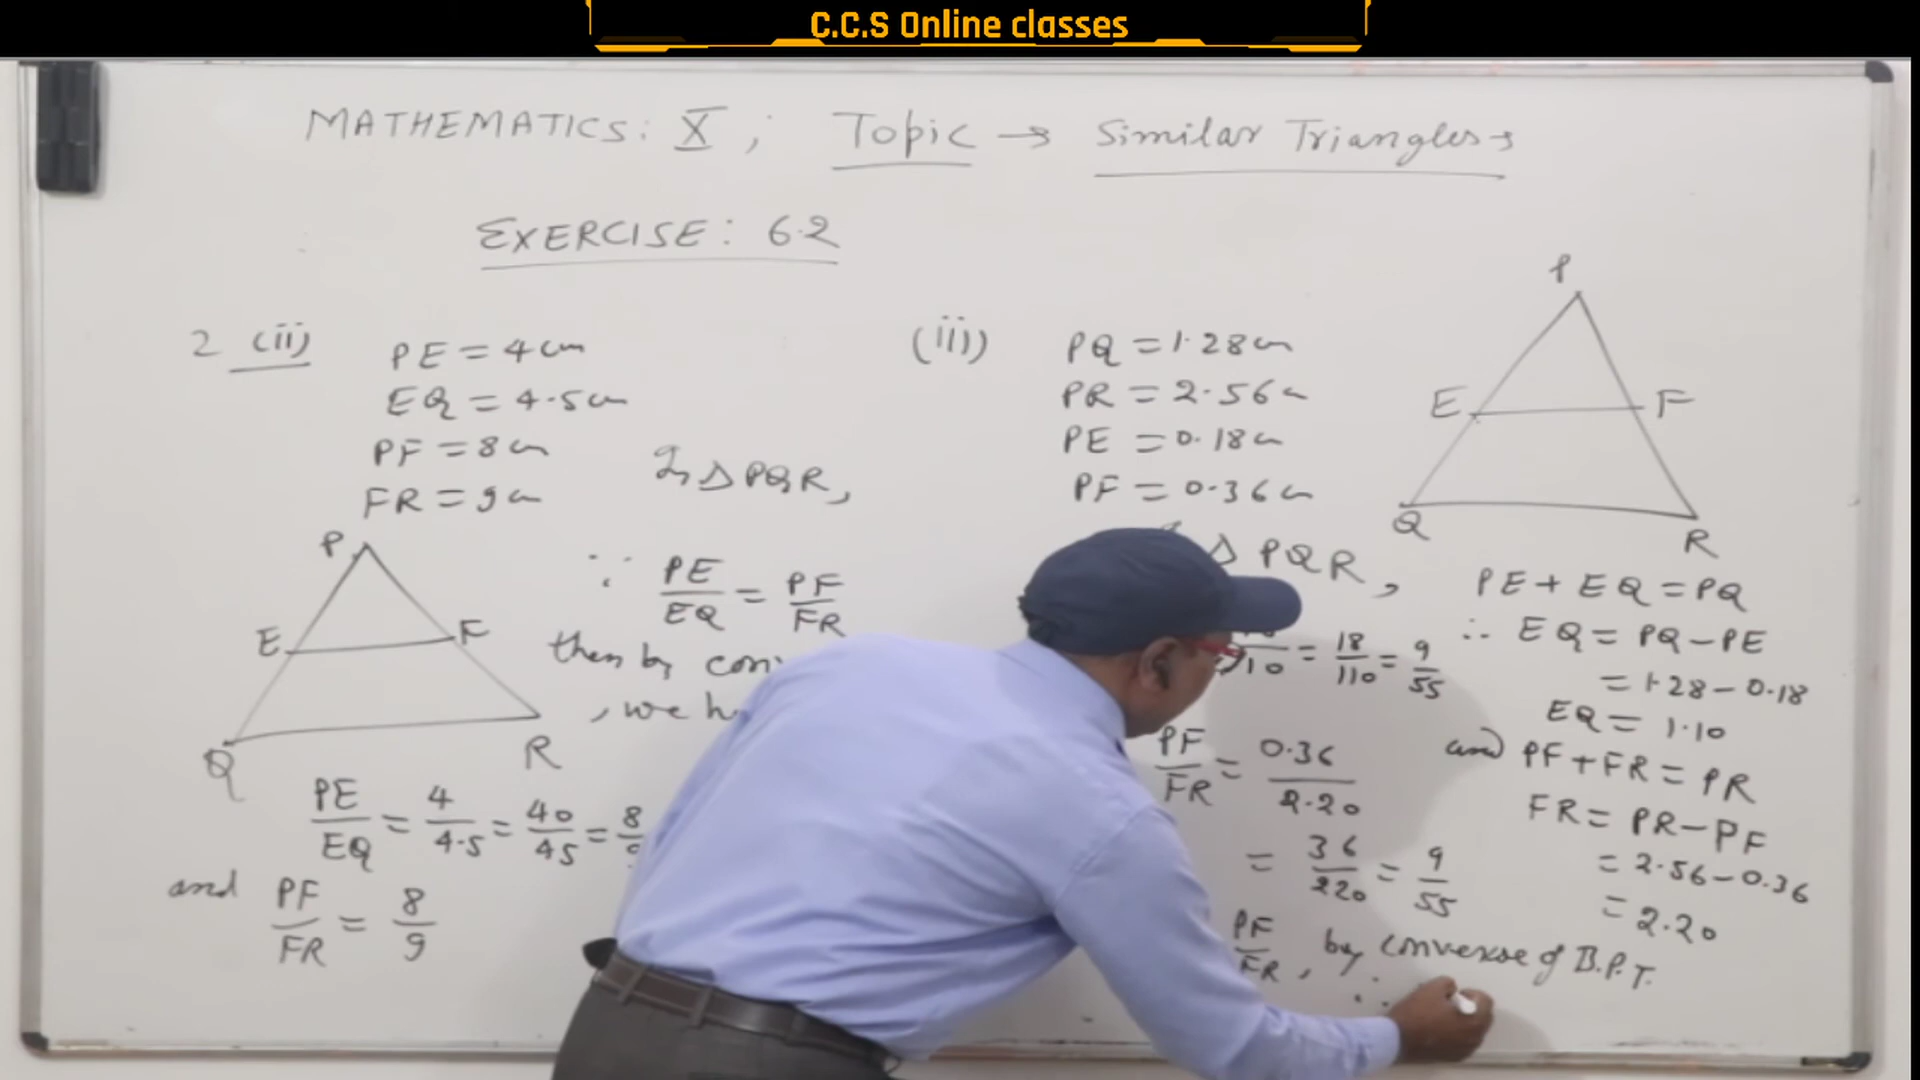 C.C.S Online classes
MATHEMATICS: X ; Topic → Similar Triangles →
EXERCISE: 6.2
2 (ii)
PE = 4cm
EQ = 4.5cm
PF = 8cm
FR = 9cm
In △PQR,
P
E
F
Q
R
∵ PE/EQ = PF/FR
then by con
, we h
PE/EQ = 4/4.5 = 40/45 = 8/9
and PF/FR = 8/9
(iii)
PQ = 1.28cm
PR = 2.56cm
PE = 0.18cm
PF = 0.36cm
P
E
F
Q
R
△ PQR,
= 18/110 = 9/55
PF/FR = 0.36/2.20
= 36/220 = 9/55
PF/FR, by converse of B.P.T.
∴
PE + EQ = PQ
∴ EQ = PQ - PE
= 1.28 - 0.18
EQ = 1.10
and PF + FR = PR
FR = PR - PF
= 2.56 - 0.36
= 2.20